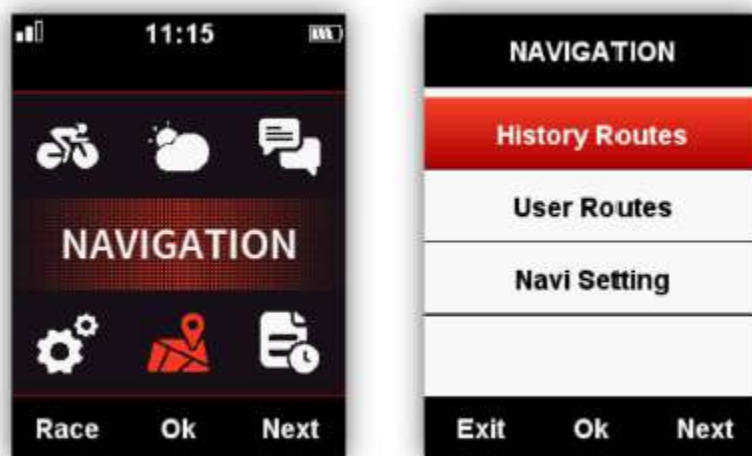 11:15
NAVIGATION
Race Ok Next
NAVIGATION
History Routes
User Routes
Navi Setting
Exit Ok Next